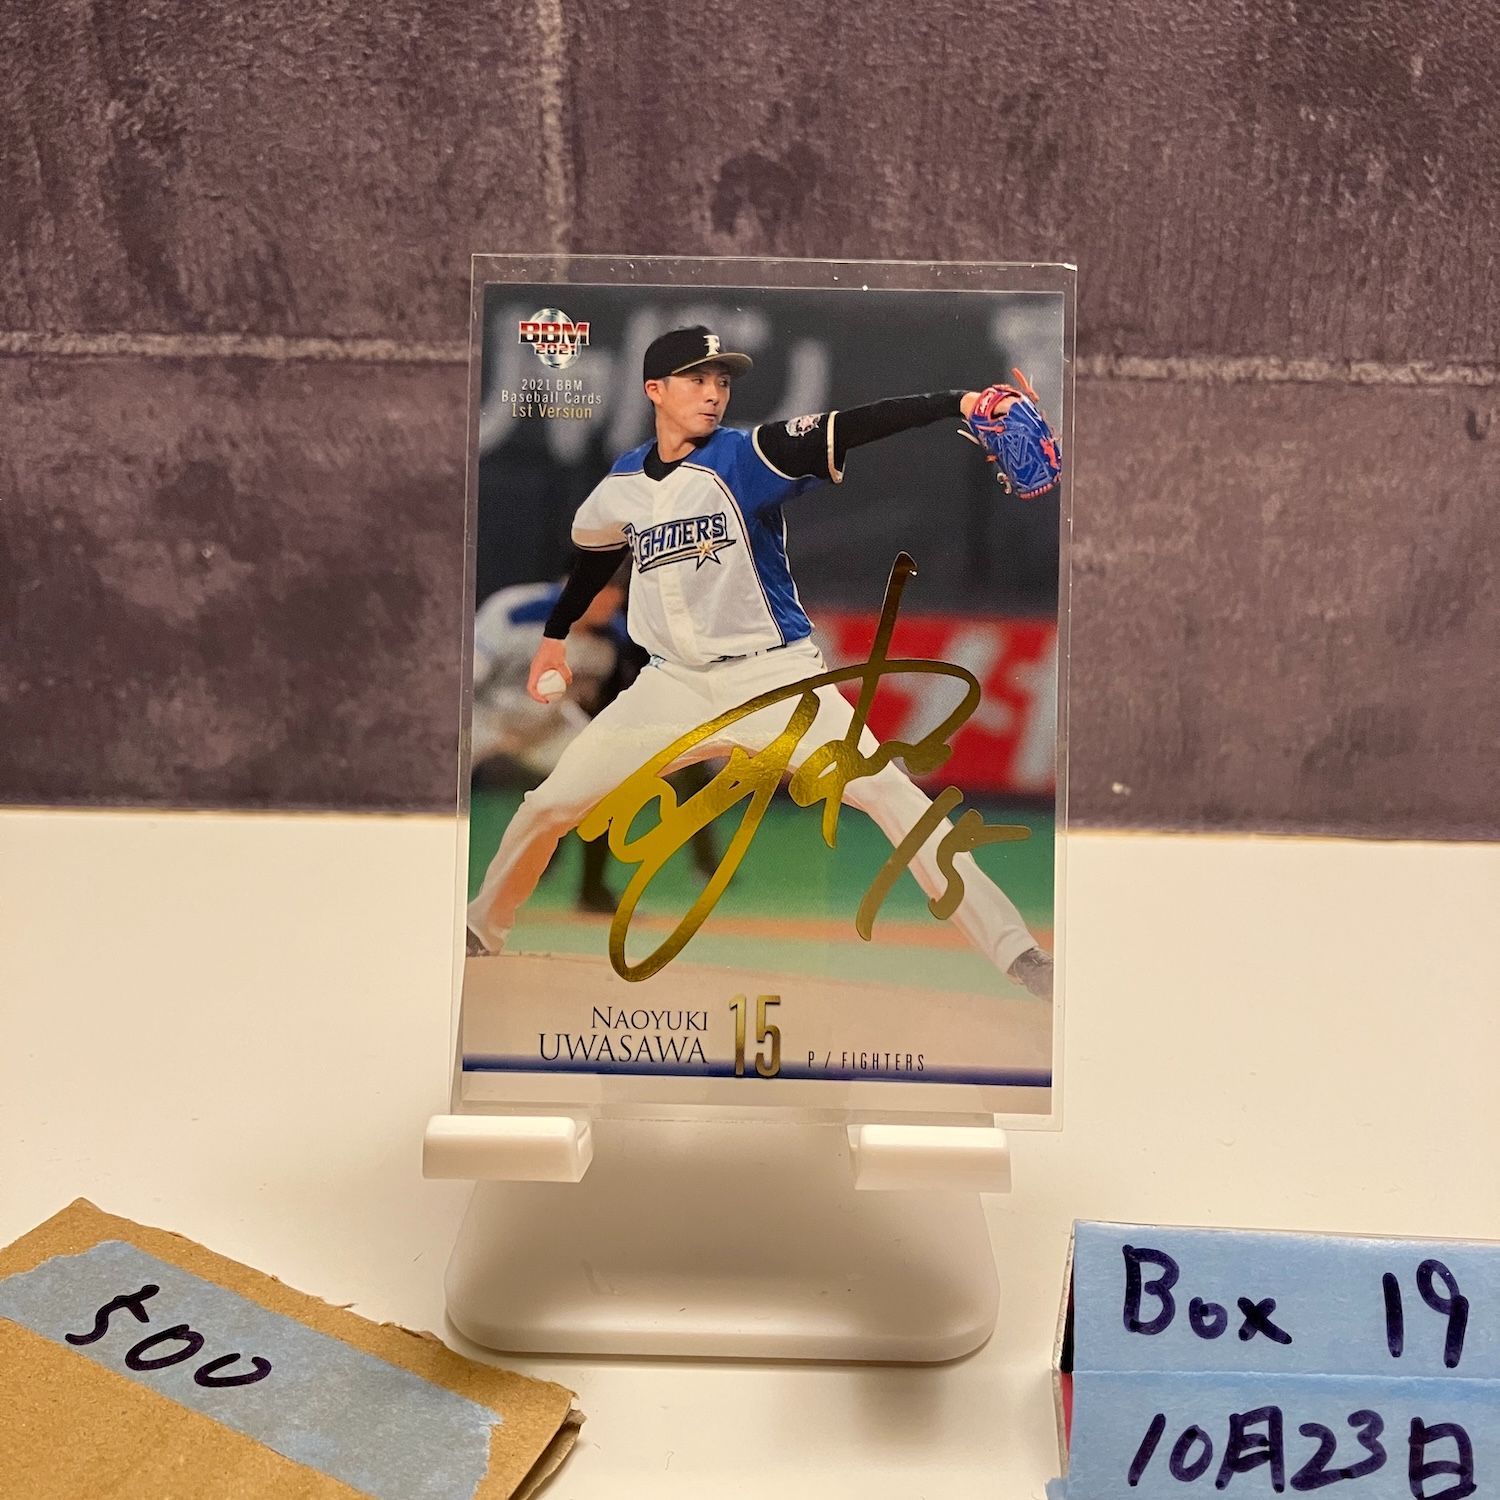 BBM
2021
2021 BBM
Baseball Cards
1st Version
F
FIGHTERS
15
NAOYUKI
UWASAWA
15
P / FIGHTERS
500
Box 19
10月23日